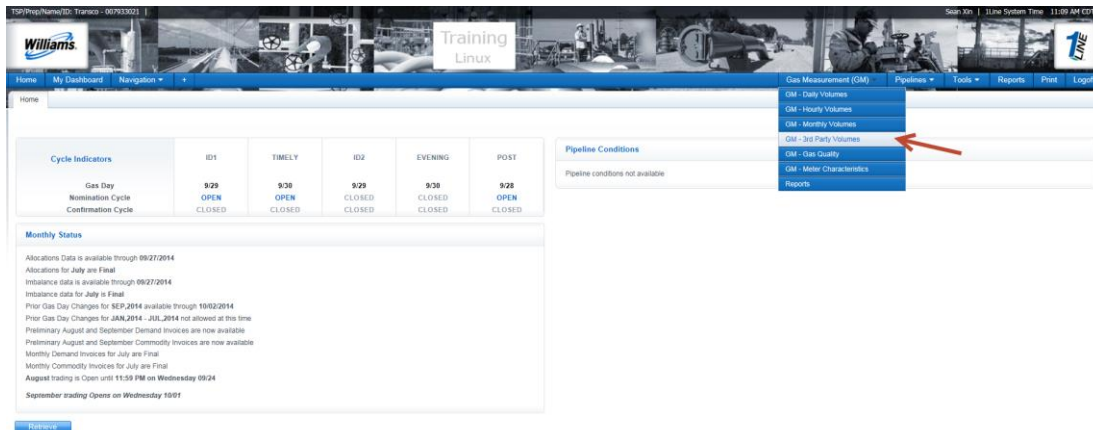 TSP/Prep/Name/ID: Transco - 007933021 |
Sean Xin | 1Line System Time 11:09 AM CDT
Williams
Training
Linux
1LINE
Home My Dashboard Navigation + Gas Measurement (GM) Pipelines Tools Reports Print Logoff
Home
GM - Daily Volumes
GM - Hourly Volumes
GM - Monthly Volumes
GM - 3rd Party Volumes
GM - Gas Quality
GM - Meter Characteristics
Reports
Cycle Indicators ID1 TIMELY ID2 EVENING POST
Gas Day 9/29 9/30 9/29 9/30 9/28
Nomination Cycle OPEN OPEN CLOSED CLOSED OPEN
Confirmation Cycle CLOSED CLOSED CLOSED CLOSED CLOSED
Pipeline Conditions
Pipeline conditions not available
Monthly Status
Allocations Data is available through 09/27/2014
Allocations for July are Final
Imbalance data is available through 09/27/2014
Imbalance data for July is Final
Prior Gas Day Changes for SEP,2014 available through 10/02/2014
Prior Gas Day Changes for JAN,2014 - JUL,2014 not allowed at this time
Preliminary August and September Demand Invoices are now available
Preliminary August and September Commodity Invoices are now available
Monthly Demand Invoices for July are Final
Monthly Commodity Invoices for July are Final
August trading is Open until 11:59 PM on Wednesday 09/24
September trading Opens on Wednesday 10/01
Retrieve